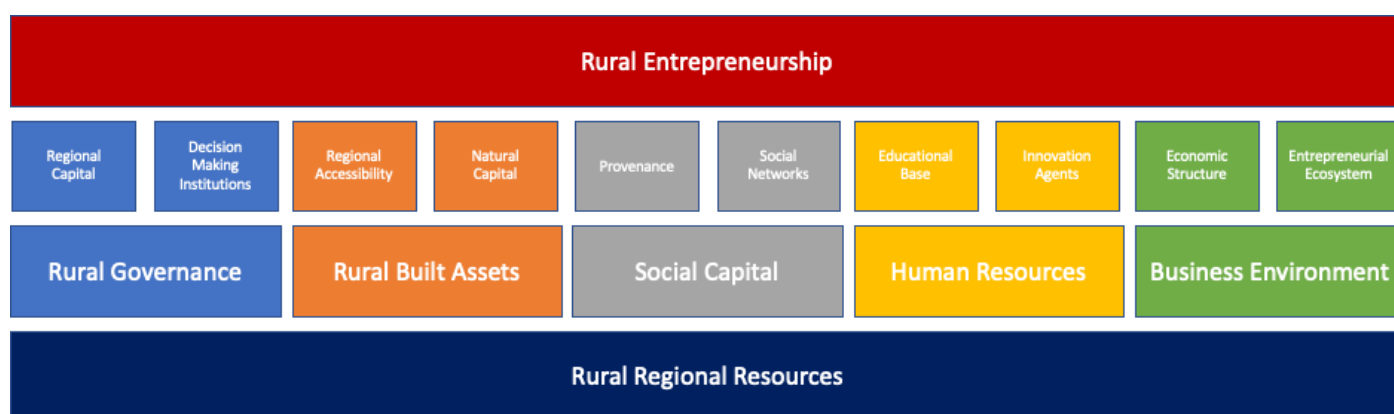 Rural Entrepreneurship
Regional
Capital
Decision
Making
Institutions
Regional
Accessibility
Natural
Capital
Provenance
Social
Networks
Educational
Base
Innovation
Agents
Economic
Structure
Entrepreneurial
Ecosystem
Rural Governance
Rural Built Assets
Social Capital
Human Resources
Business Environment
Rural Regional Resources